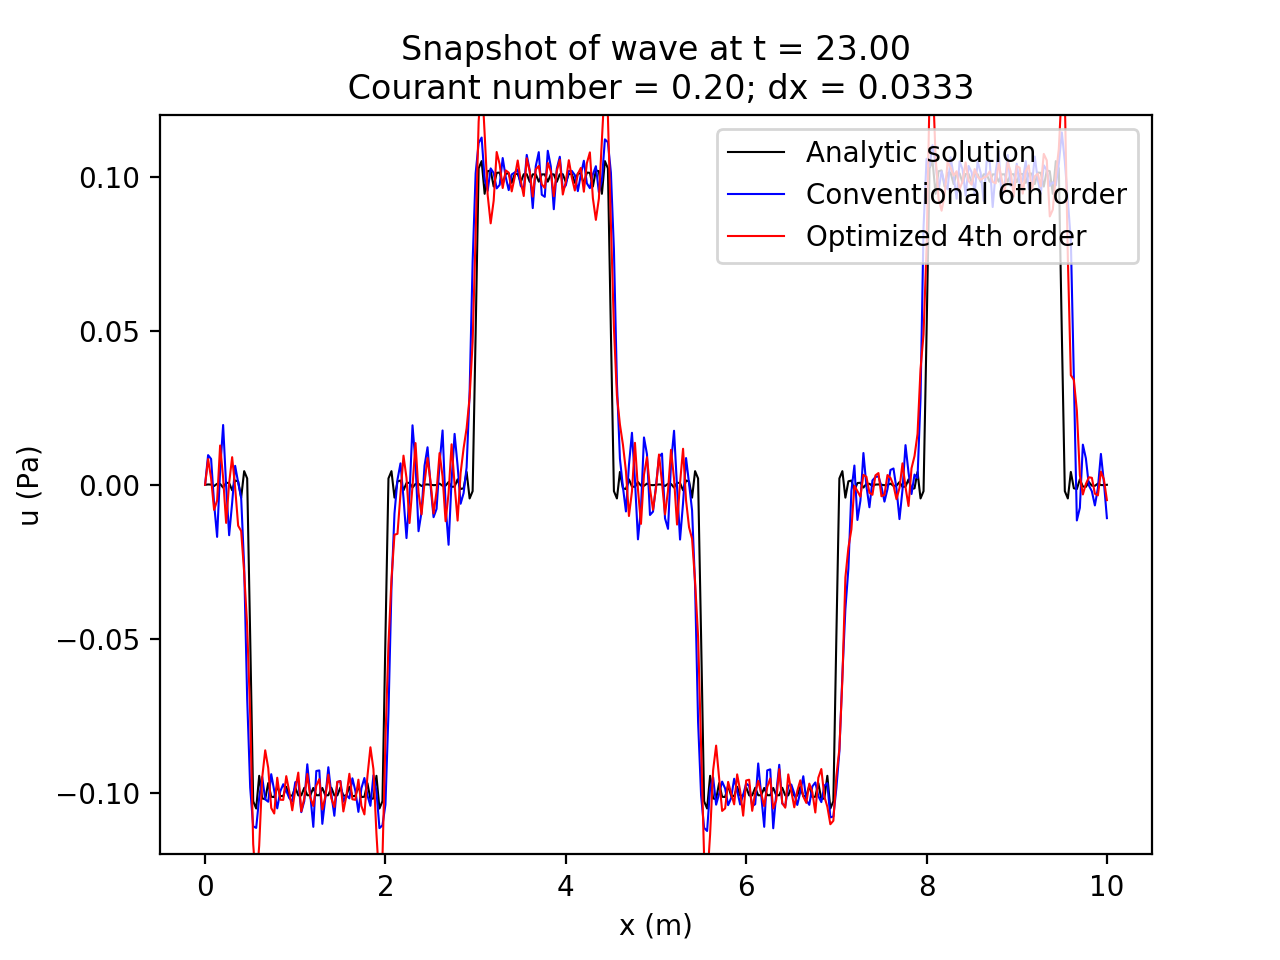 Snapshot of wave at t = 23.00
Courant number = 0.20; dx = 0.0333
Analytic solution
Conventional 6th order
Optimized 4th order
u (Pa)
0.10
0.05
0.00
−0.05
−0.10
0 2 4 6 8 10
x (m)